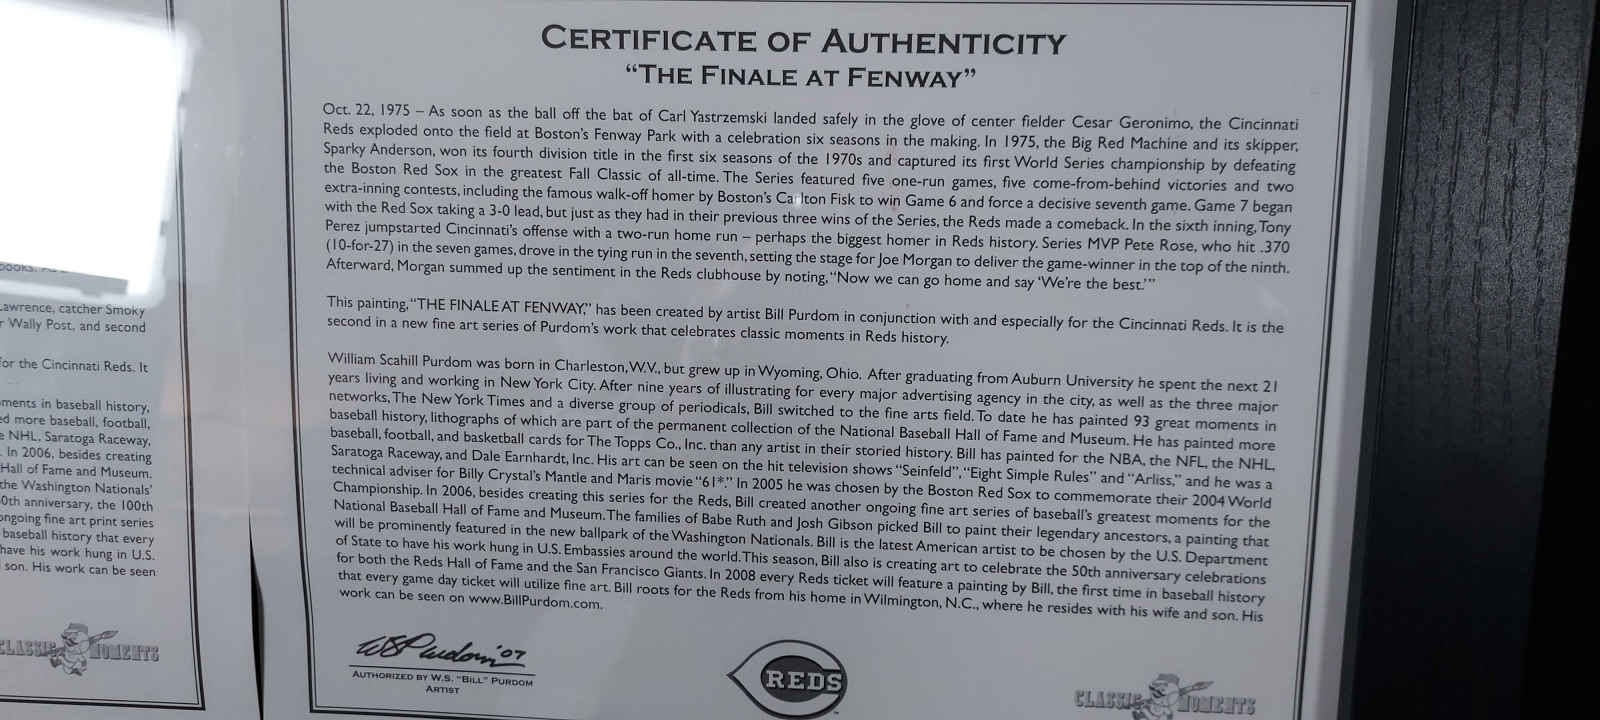 CERTIFICATE OF AUTHENTICITY
"THE FINALE AT FENWAY"
Oct. 22, 1975 – As soon as the ball off the bat of Carl Yastrzemski landed safely in the glove of center fielder Cesar Geronimo, the Cincinnati
Reds exploded onto the field at Boston's Fenway Park with a celebration six seasons in the making. In 1975, the Big Red Machine and its skipper,
Sparky Anderson, won its fourth division title in the first six seasons of the 1970s and captured its first World Series championship by defeating
the Boston Red Sox in the greatest Fall Classic of all-time. The Series featured five one-run games, five come-from-behind victories and two
extra-inning contests, including the famous walk-off homer by Boston's Carlton Fisk to win Game 6 and force a decisive seventh game. Game 7 began
with the Red Sox taking a 3-0 lead, but just as they had in their previous three wins of the Series, the Reds made a comeback. In the sixth inning, Tony
Perez jumpstarted Cincinnati's offense with a two-run home run – perhaps the biggest homer in Reds history. Series MVP Pete Rose, who hit .370
(10-for-27) in the seven games, drove in the tying run in the seventh, setting the stage for Joe Morgan to deliver the game-winner in the top of the ninth.
Afterward, Morgan summed up the sentiment in the Reds clubhouse by noting, "Now we can go home and say 'We're the best.'"
This painting, "THE FINALE AT FENWAY," has been created by artist Bill Purdom in conjunction with and especially for the Cincinnati Reds. It is the
second in a new fine art series of Purdom's work that celebrates classic moments in Reds history.
William Scahill Purdom was born in Charleston, W.V., but grew up in Wyoming, Ohio. After graduating from Auburn University he spent the next 21
years living and working in New York City. After nine years of illustrating for every major advertising agency in the city, as well as the three major
networks, The New York Times and a diverse group of periodicals, Bill switched to the fine arts field. To date he has painted 93 great moments in
baseball history, lithographs of which are part of the permanent collection of the National Baseball Hall of Fame and Museum. He has painted more
baseball, football, and basketball cards for The Topps Co., Inc. than any artist in their storied history. Bill has painted for the NBA, the NFL, the NHL,
Saratoga Raceway, and Dale Earnhardt, Inc. His art can be seen on the hit television shows "Seinfeld", "Eight Simple Rules" and "Arliss," and he was a
technical adviser for Billy Crystal's Mantle and Maris movie "61*." In 2005 he was chosen by the Boston Red Sox to commemorate their 2004 World
Championship. In 2006, besides creating this series for the Reds, Bill created another ongoing fine art series of baseball's greatest moments for the
National Baseball Hall of Fame and Museum. The families of Babe Ruth and Josh Gibson picked Bill to paint their legendary ancestors, a painting that
will be prominently featured in the new ballpark of the Washington Nationals. Bill is the latest American artist to be chosen by the U.S. Department
of State to have his work hung in U.S. Embassies around the world. This season, Bill also is creating art to celebrate the 50th anniversary celebrations
for both the Reds Hall of Fame and the San Francisco Giants. In 2008 every Reds ticket will feature a painting by Bill, the first time in baseball history
that every game day ticket will utilize fine art. Bill roots for the Reds from his home in Wilmington, N.C., where he resides with his wife and son. His
work can be seen on www.BillPurdom.com.
WS Purdom '07
AUTHORIZED BY W.S. "BILL" PURDOM
ARTIST
REDS
CLASSIC MOMENTS
Lawrence, catcher Smoky
r Wally Post, and second
for the Cincinnati Reds. It
ments in baseball history,
ed more baseball, football,
e NHL, Saratoga Raceway,
. In 2006, besides creating
Hall of Fame and Museum.
the Washington Nationals'
0th anniversary, the 100th
ongoing fine art print series
baseball history that every
have his work hung in U.S.
son. His work can be seen
CLASSIC MOMENTS